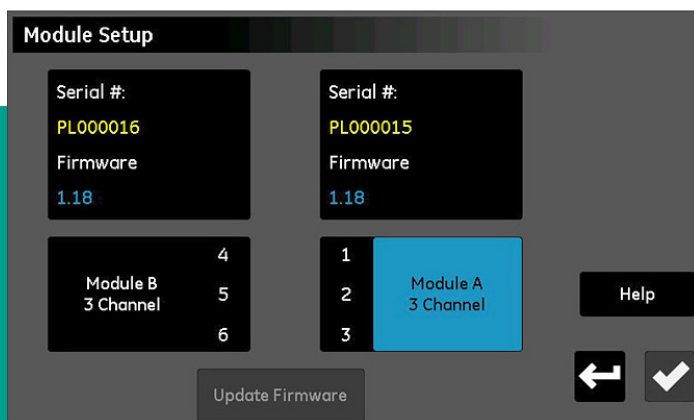 Module Setup
Serial #:
PL000016
Firmware
1.18
Serial #:
PL000015
Firmware
1.18
Module B
3 Channel
4
5
6
1
2
3
Module A
3 Channel
Help
Update Firmware